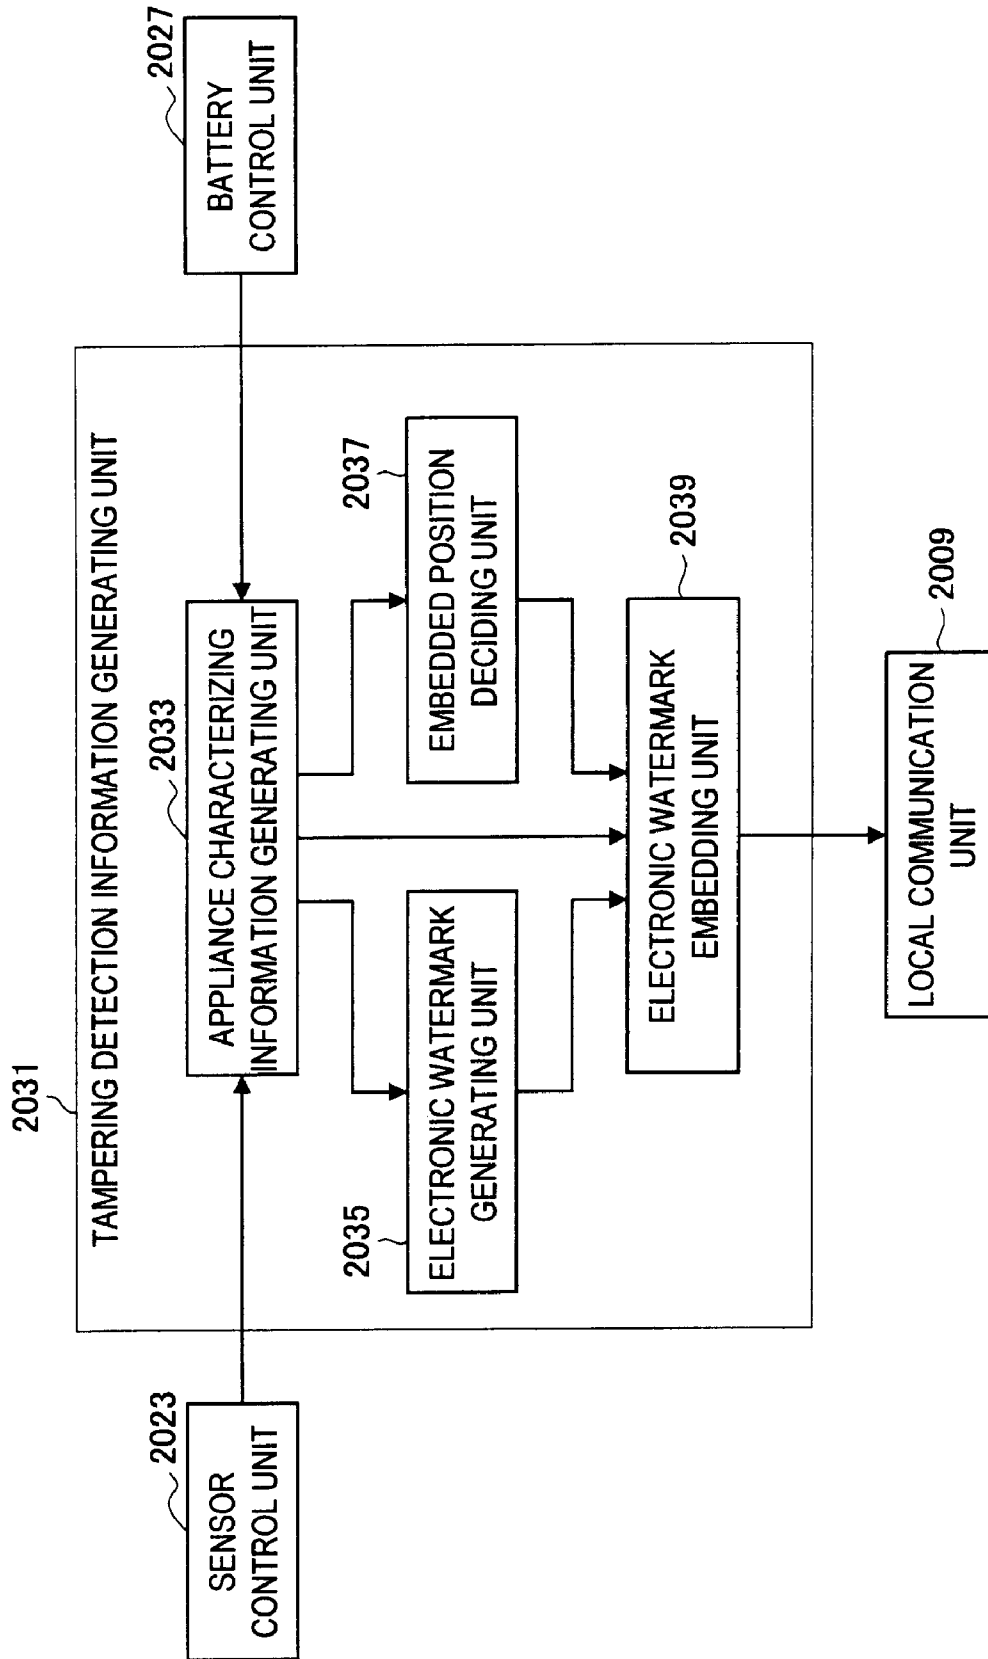 2031
TAMPERING DETECTION INFORMATION GENERATING UNIT
2023
SENSOR
CONTROL UNIT
2033
APPLIANCE CHARACTERIZING
INFORMATION GENERATING UNIT
2027
BATTERY
CONTROL UNIT
2035
ELECTRONIC WATERMARK
GENERATING UNIT
2037
EMBEDDED POSITION
DECIDING UNIT
2039
ELECTRONIC WATERMARK
EMBEDDING UNIT
2009
LOCAL COMMUNICATION
UNIT